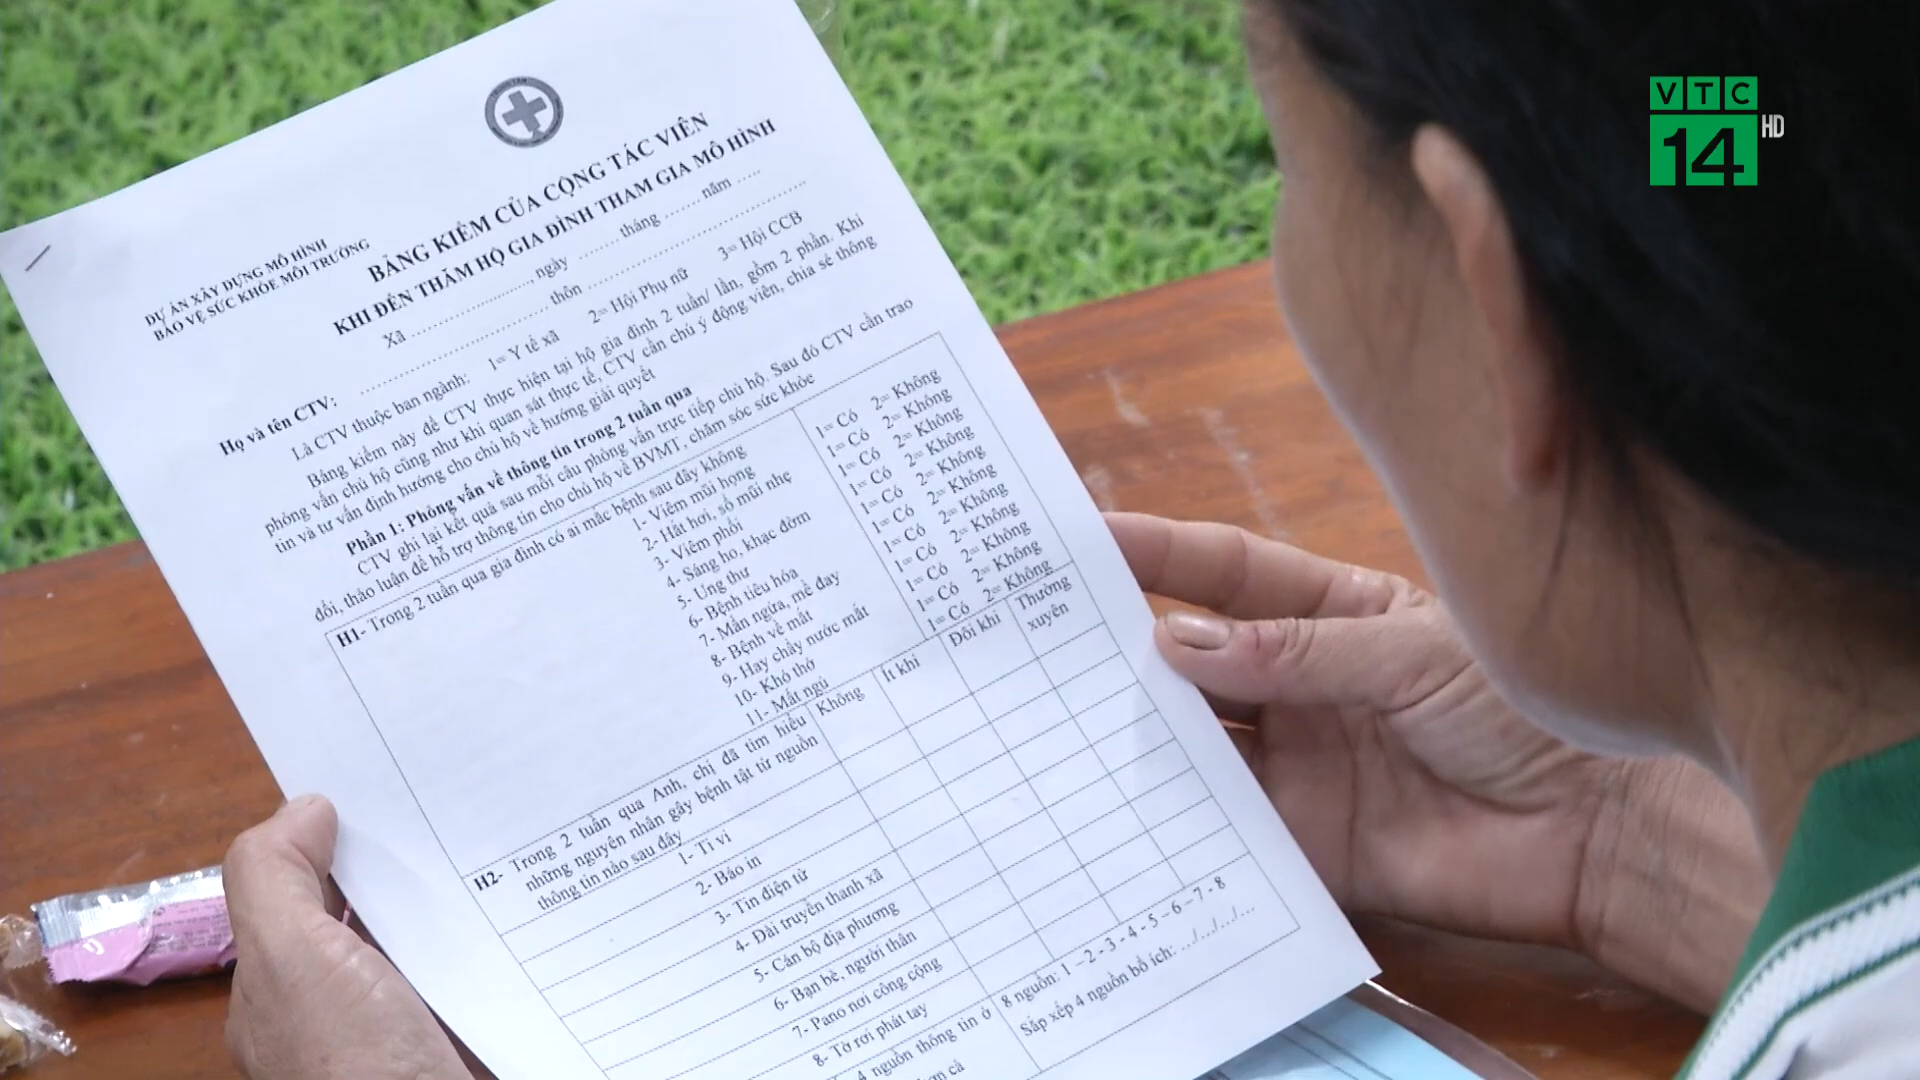 VTC
14 HD
DỰ ÁN XÂY DỰNG MÔ HÌNH
BẢO VỆ SỨC KHỎE MÔI TRƯỜNG
BẢNG KIỂM CỦA CỘNG TÁC VIÊN
KHI ĐẾN THĂM HỘ GIA ĐÌNH THAM GIA MÔ HÌNH
Xã ........................, ngày ........ tháng ....... năm .....
Họ và tên CTV: ........................................ thôn ........................................
Là CTV thuộc ban ngành: 1= Y tế xã 2= Hội Phụ nữ 3= Hội CCB
Bảng kiểm này để CTV thực hiện tại hộ gia đình 2 tuần/ lần, gồm 2 phần. Khi
phỏng vấn chủ hộ cũng như khi quan sát thực tế, CTV cần chú ý động viên, chia sẻ thông
tin và tư vấn định hướng cho chủ hộ về hướng giải quyết
Phần 1: Phỏng vấn về thông tin trong 2 tuần qua
CTV ghi lại kết quả sau mỗi câu phỏng vấn trực tiếp chủ hộ. Sau đó CTV cần trao
đổi, thảo luận để hỗ trợ thông tin cho chủ hộ về BVMT, chăm sóc sức khỏe
H1- Trong 2 tuần qua gia đình có ai mắc bệnh sau đây không
1- Viêm mũi họng 1= Có 2= Không
2- Hắt hơi, sổ mũi nhẹ 1= Có 2= Không
3- Viêm phổi 1= Có 2= Không
4- Sáng ho, khạc đờm 1= Có 2= Không
5- Ung thư 1= Có 2= Không
6- Bệnh tiêu hóa 1= Có 2= Không
7- Mẩn ngứa, mề đay 1= Có 2= Không
8- Bệnh về mắt 1= Có 2= Không
9- Hay chảy nước mắt 1= Có 2= Không
10- Khó thở 1= Có 2= Không
11- Mất ngủ 1= Có 2= Không
H2- Trong 2 tuần qua Anh, chị đã tìm hiểu
những nguyên nhân gây bệnh tật từ nguồn
thông tin nào sau đây
Không
Ít khi
Đôi khi
Thường
xuyên
1- Ti vi
2- Báo in
3- Tin điện tử
4- Đài truyền thanh xã
5- Cán bộ địa phương
6- Bạn bè, người thân
7- Pano nơi công cộng
8- Tờ rơi phát tay
4 nguồn thông tin ở
8 nguồn: 1 – 2 - 3 - 4 - 5 – 6 – 7 - 8
Sắp xếp 4 nguồn bổ ích: .../.../.../...